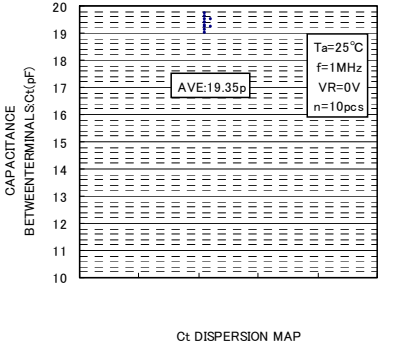 20
19
18
17
16
15
14
13
12
11
10
CAPACITANCE
BETWEENTERMINALS:Ct(pF)
Ta=25°C
f=1MHz
VR=0V
n=10pcs
AVE:19.35p
Ct DISPERSION MAP